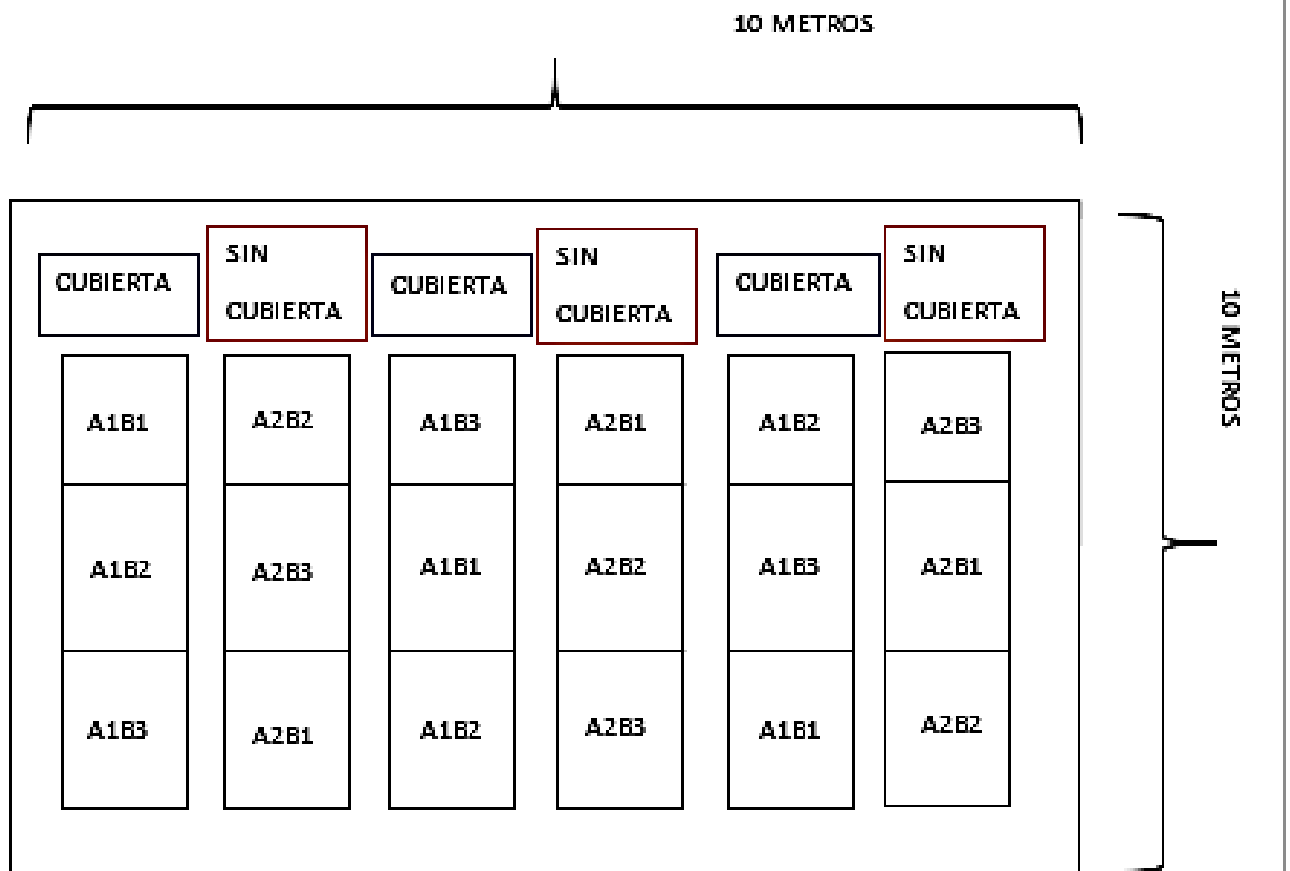 10 METROS
CUBIERTA
SIN
CUBIERTA
CUBIERTA
SIN
CUBIERTA
CUBIERTA
SIN
CUBIERTA
10 METROS
A1B1 A2B2 A1B3 A2B1 A1B2 A2B3
A1B2 A2B3 A1B1 A2B2 A1B3 A2B1
A1B3 A2B1 A1B2 A2B3 A1B1 A2B2